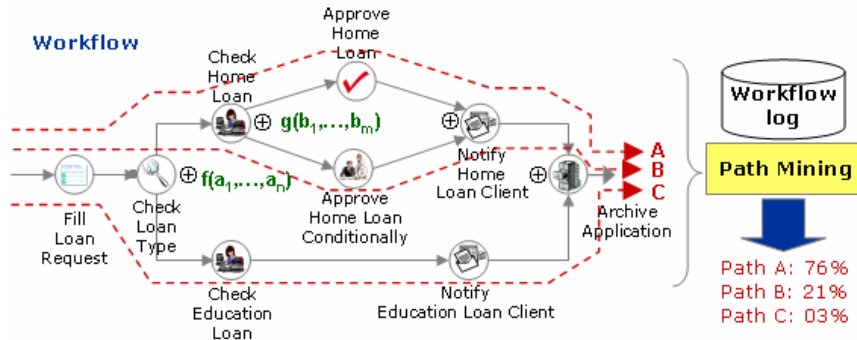 Workflow
Approve
Home
Loan
Check
Home
Loan
g(b1,…,bm)
Notify
Home
Loan Client
f(a1,…,an)
Approve
Home Loan
Conditionally
Fill
Loan
Request
Check
Loan
Type
A
B
C
Archive
Application
Check
Education
Loan
Notify
Education Loan Client
Workflow
log
Path Mining
Path A: 76%
Path B: 21%
Path C: 03%